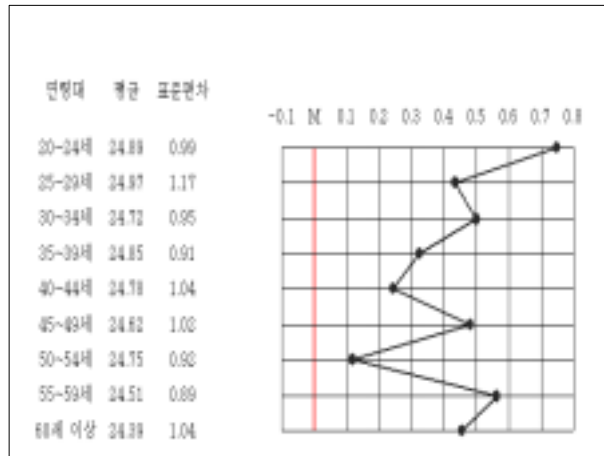 연령대 평균 표준편차
-0.1 M 0.1 0.2 0.3 0.4 0.5 0.6 0.7 0.8
20~24세 24.89 0.99
25~29세 24.97 1.17
30~34세 24.72 0.95
35~39세 24.85 0.91
40~44세 24.78 1.04
45~49세 24.62 1.02
50~54세 24.75 0.92
55~59세 24.51 0.89
60세 이상 24.39 1.04